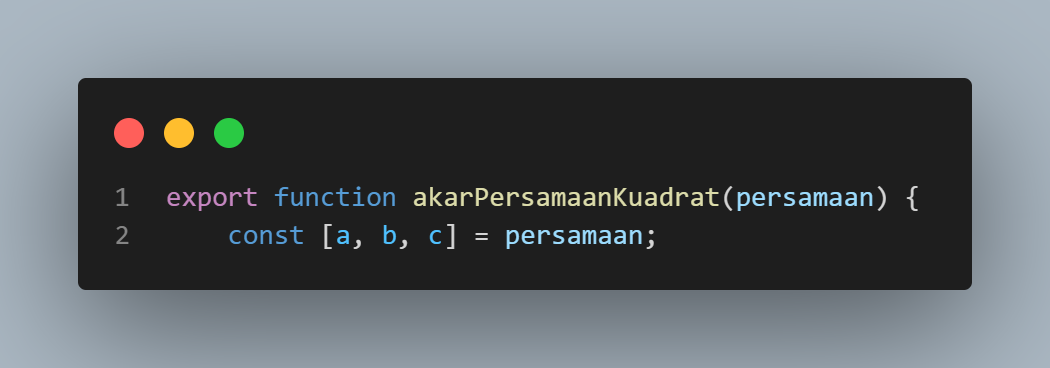 1 export function akarPersamaanKuadrat(persamaan) {
2     const [a, b, c] = persamaan;